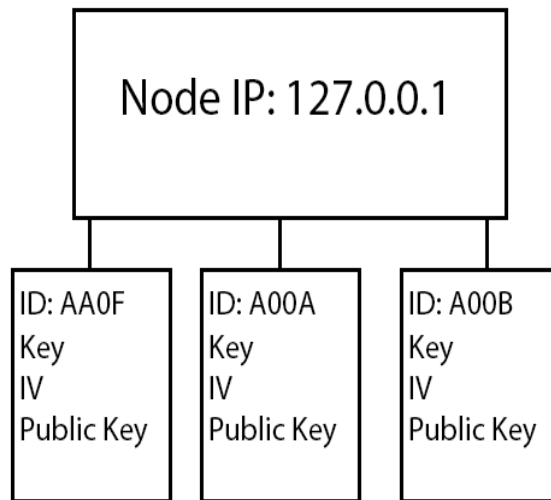 Node IP: 127.0.0.1
ID: AA0F
Key
IV
Public Key
ID: A00A
Key
IV
Public Key
ID: A00B
Key
IV
Public Key